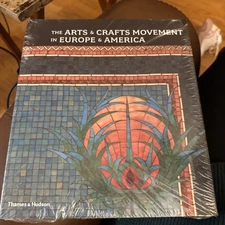 THE ARTS & CRAFTS MOVEMENT
IN EUROPE & AMERICA
Thames & Hudson